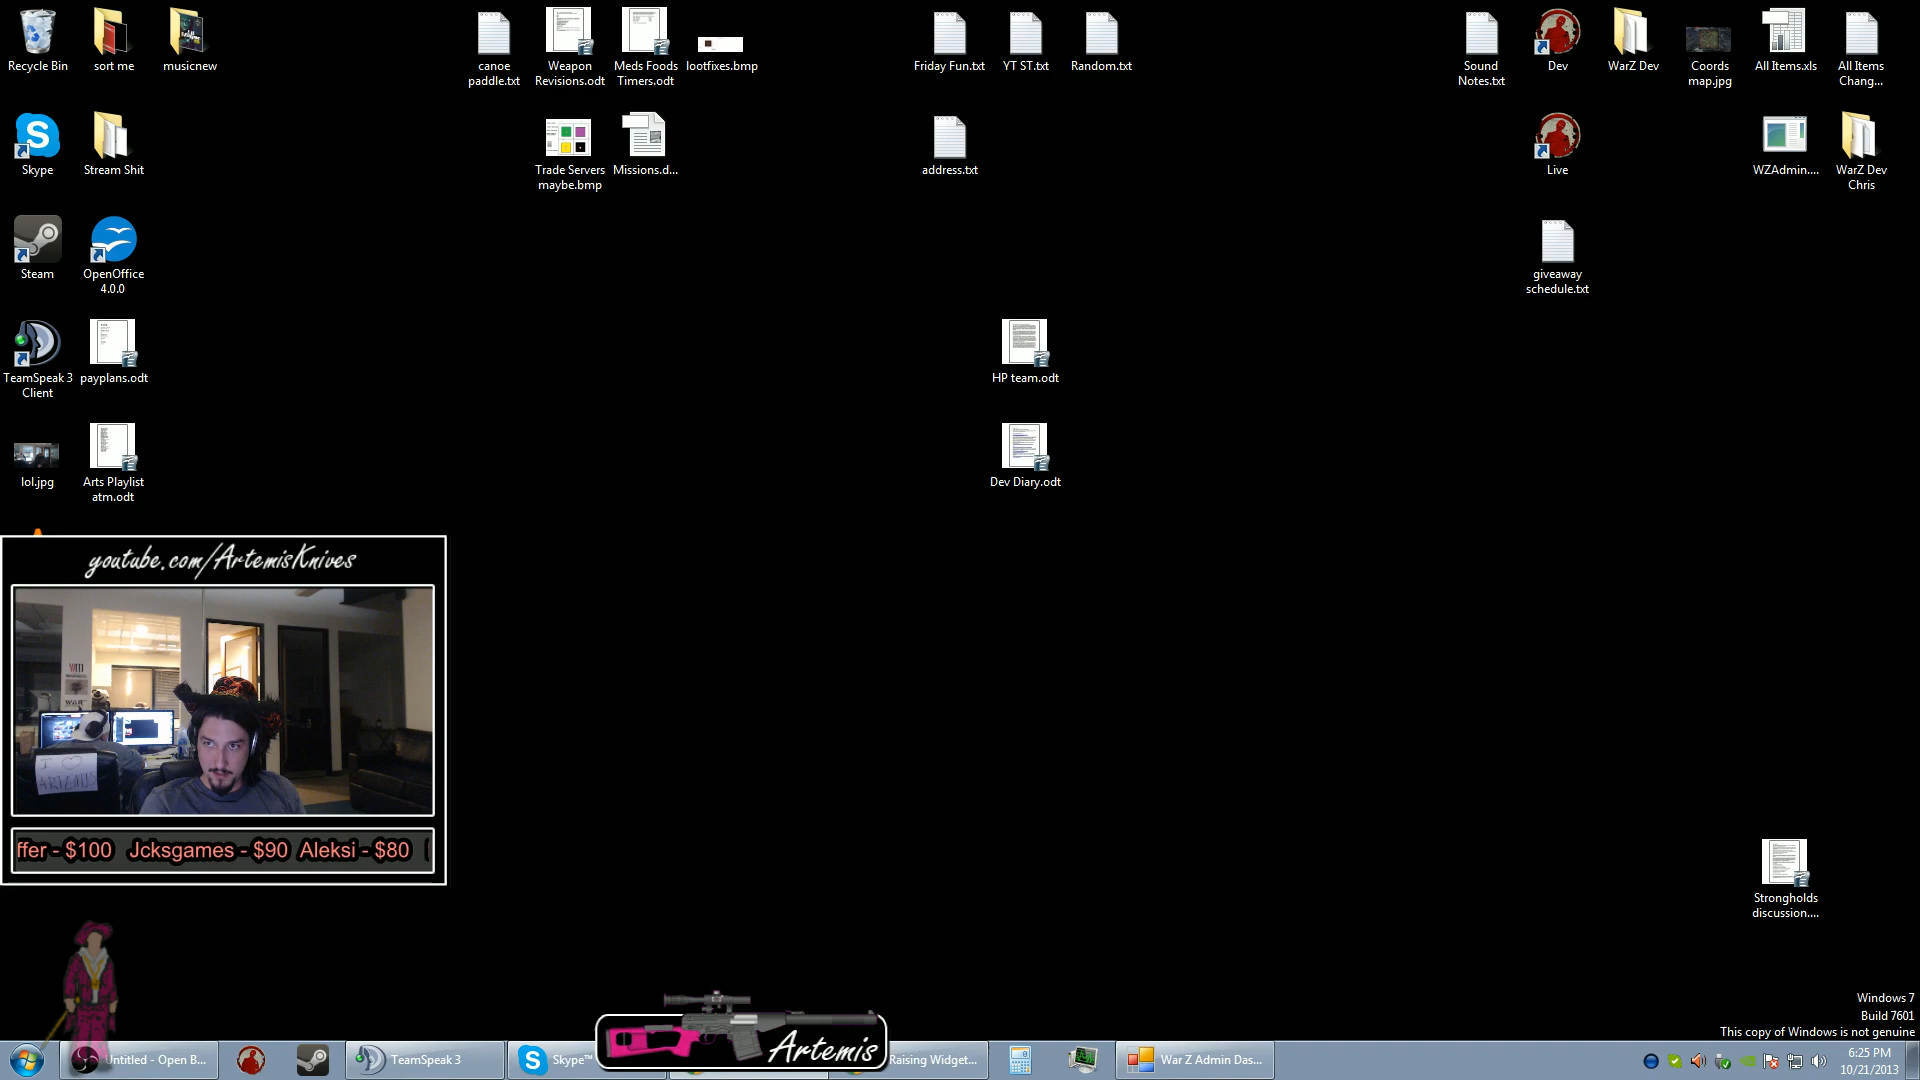 Recycle Bin
sort me
musicnew
canoe
paddle.txt
Weapon
Revisions.odt
Meds Foods
Timers.odt
lootfixes.bmp
Friday Fun.txt
YT ST.txt
Random.txt
Sound
Notes.txt
Dev
WarZ Dev
Coords
map.jpg
All Items.xls
All Items
Chang...
Skype
Stream Shit
Trade Servers
maybe.bmp
Missions.d...
address.txt
Live
WZAdmin....
WarZ Dev
Chris
Steam
OpenOffice
4.0.0
giveaway
schedule.txt
TeamSpeak 3
Client
payplans.odt
HP team.odt
lol.jpg
Arts Playlist
atm.odt
Dev Diary.odt
youtube.com/ArtemisKnives
WAR
I ♡
ARTEMIS
ffer - $100 Jcksgames - $90 Aleksi - $80
Strongholds
discussion....
Windows 7
Build 7601
This copy of Windows is not genuine
Artemis
Untitled - Open B...
TeamSpeak 3
Skype™
Raising Widget...
War Z Admin Das...
6:25 PM
10/21/2013